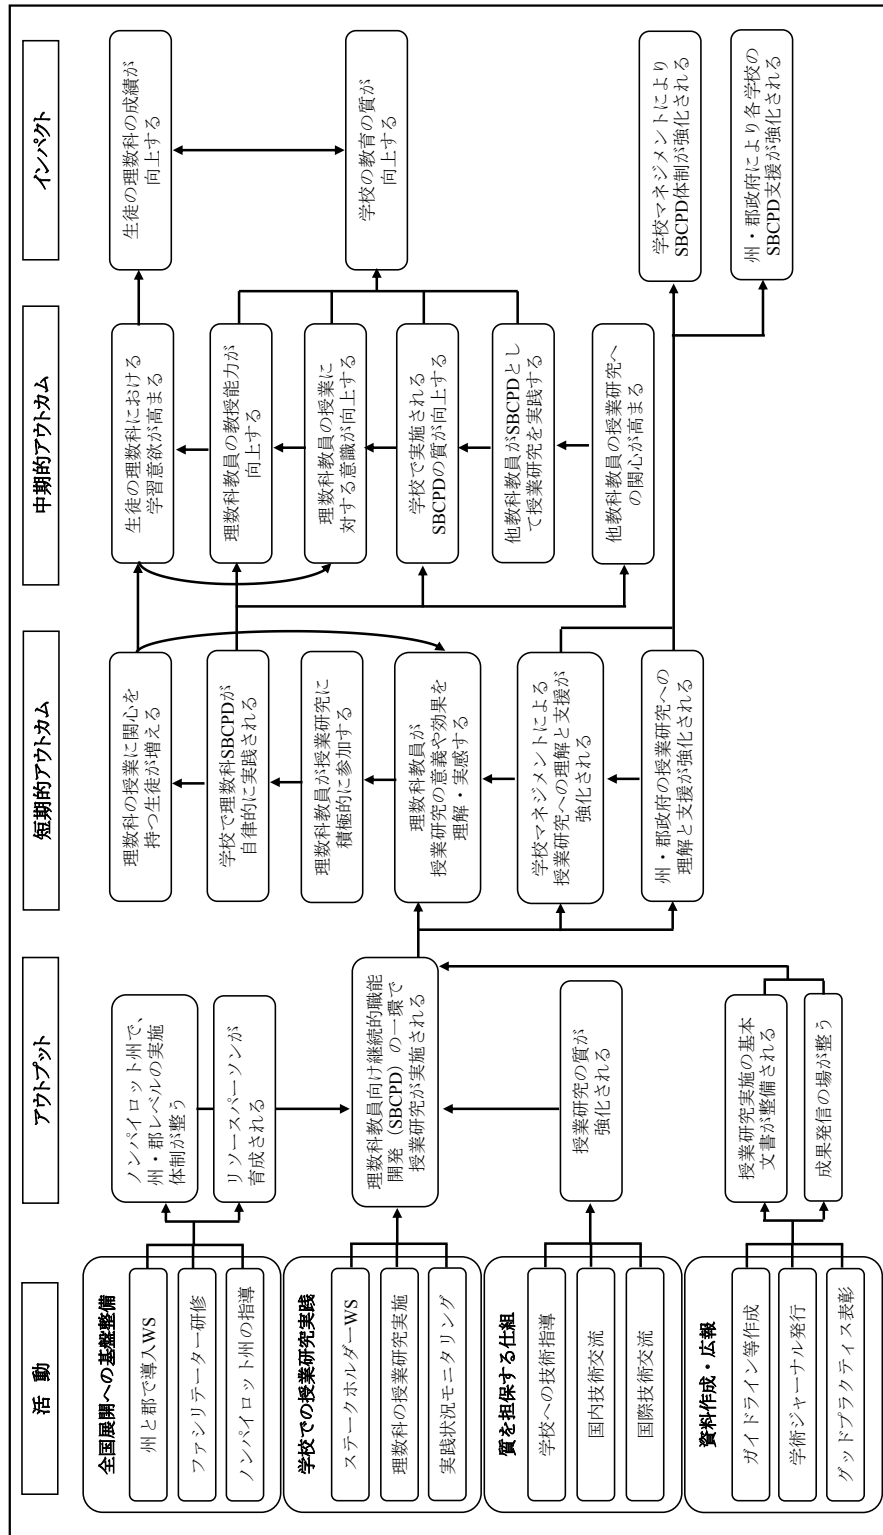 活 動
アウトプット
短期的アウトカム
中期的アウトカム
インパクト
全国展開への基盤整備
州と郡で導入WS
ファシリテーター研修
ノンパイロット州の指導
学校での授業研究実践
ステークホルダーWS
理数科の授業研究実施
実践状況モニタリング
質を担保する仕組
学校への技術指導
国内技術交流
国際技術交流
資料作成・広報
ガイドライン等作成
学術ジャーナル発行
グッドプラクティス表彰
ノンパイロット州で、
州・郡レベルの実施
体制が整う
リソースパーソンが
育成される
理数科教員向け継続的職能
開発（SBCPD）の一環で
授業研究が実施される
授業研究の質が
強化される
授業研究実施の基本
文書が整備される
成果発信の場が整う
理数科の授業に関心を
持つ生徒が増える
学校で理数科SBCPDが
自律的に実践される
理数科教員が授業研究に
積極的に参加する
理数科教員が
授業研究の意義や効果を
理解・実感する
学校マネジメントによる
授業研究への理解と支援が
強化される
州・郡政府の授業研究への
理解と支援が強化される
生徒の理数科における
学習意欲が高まる
理数科教員の教授能力が
向上する
理数科教員の授業に
対する意識が向上する
学校で実施される
SBCPDの質が向上する
他教科教員がSBCPDとし
て授業研究を実践する
他教科教員の授業研究へ
の関心が高まる
生徒の理数科の成績が
向上する
学校の教育の質が
向上する
学校マネジメントにより
SBCPD体制が強化される
州・郡政府により各学校の
SBCPD支援が強化される